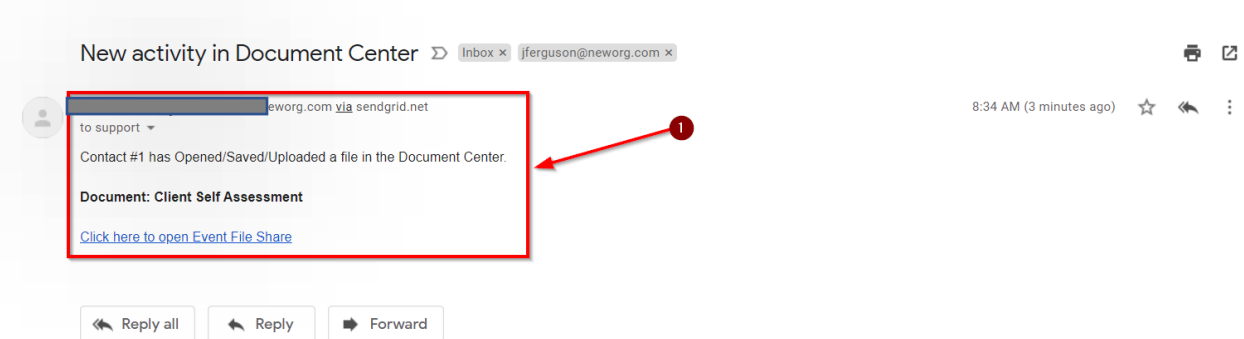 New activity in Document Center Inbox × jferguson@neworg.com ×
eworg.com via sendgrid.net 8:34 AM (3 minutes ago)
to support
1
Contact #1 has Opened/Saved/Uploaded a file in the Document Center.
Document: Client Self Assessment
Click here to open Event File Share
Reply all Reply Forward